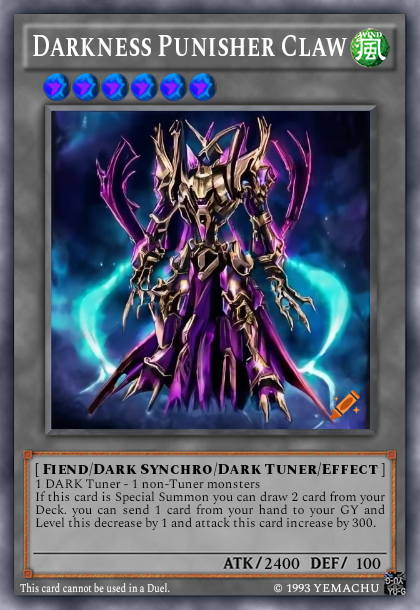 DARKNESS PUNISHER CLAW
WIND
風
[ FIEND/DARK SYNCHRO/DARK TUNER/EFFECT ]
1 DARK Tuner - 1 non-Tuner monsters
If this card is Special Summon you can draw 2 card from your
Deck. you can send 1 card from your hand to your GY and
Level this decrease by 1 and attack this card increase by 300.
ATK/2400 DEF/ 100
This card cannot be used in a Duel.
© 1993 YEMACHU